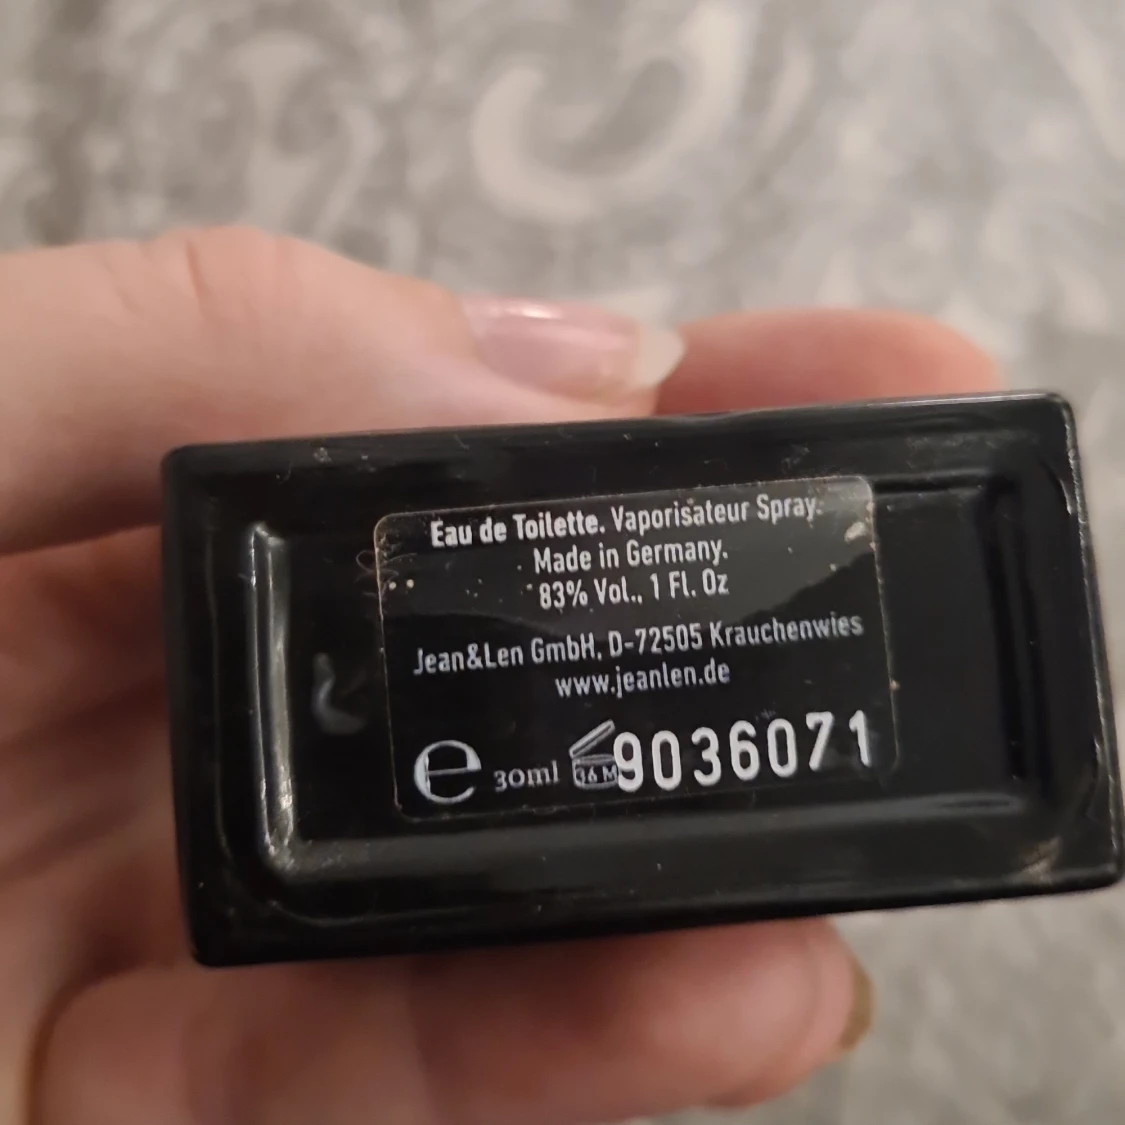 Eau de Toilette. Vaporisateur Spray.
Made in Germany.
83% Vol., 1 Fl. Oz
Jean&Len GmbH, D-72505 Krauchenwies
www.jeanlen.de
e 30ml 36 M 9036071